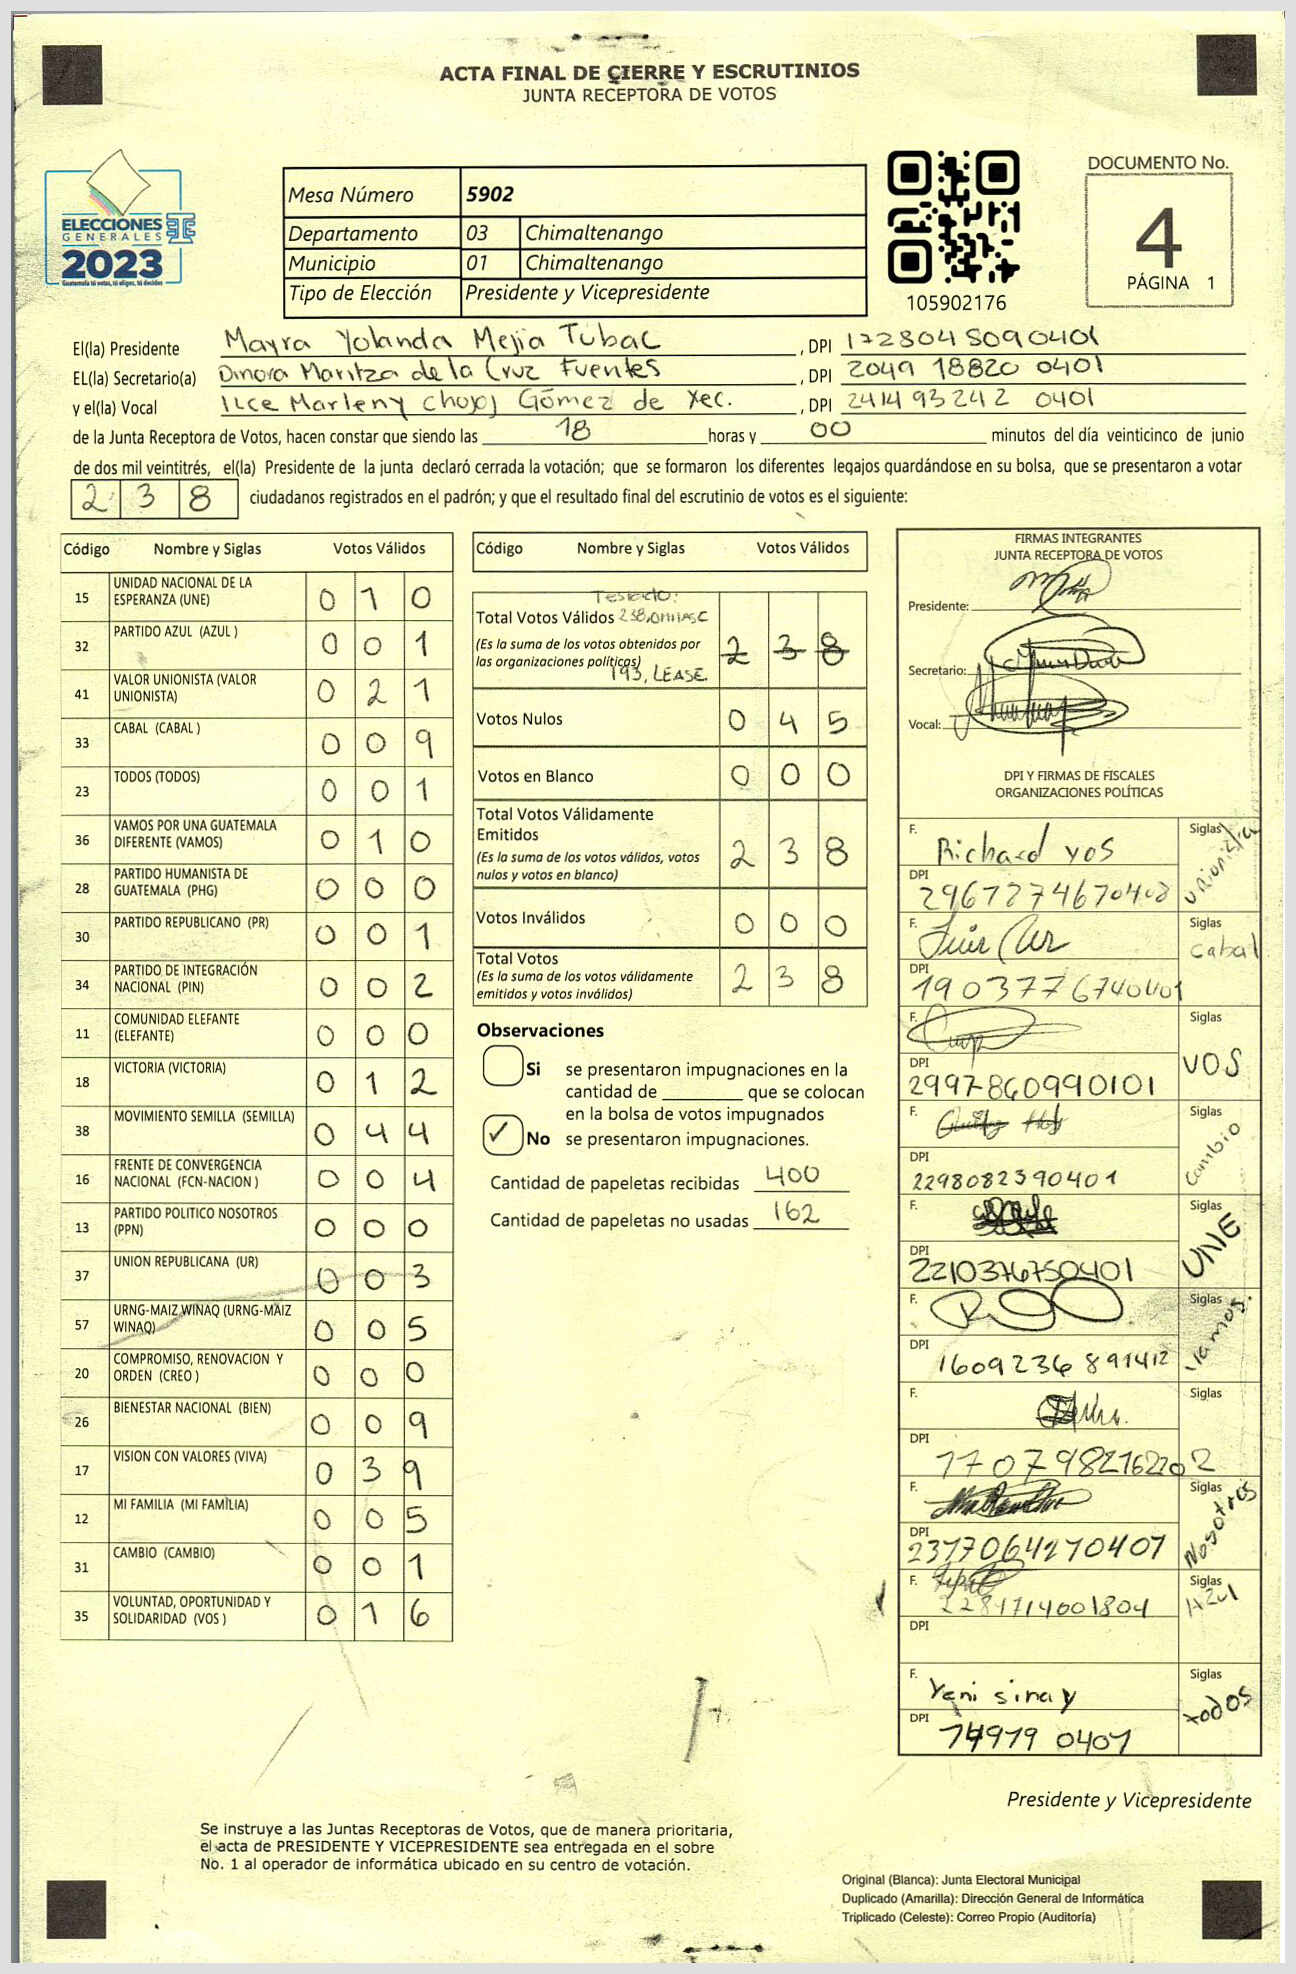 ACTA FINAL DE CIERRE Y ESCRUTINIOS
JUNTA RECEPTORA DE VOTOS
ELECCIONES
GENERALES
2023
Guatemala tú votas, tú eliges, tú decides
Mesa Número 5902
Departamento 03 Chimaltenango
Municipio 01 Chimaltenango
Tipo de Elección Presidente y Vicepresidente
105902176
DOCUMENTO No.
4
PÁGINA 1
El(la) Presidente Mayra Yolanda Mejia Tubac, DPI 1728045090401
EL(la) Secretario(a) Dinora Maritza de la Cruz Fuentes, DPI 2049 18820 0401
y el(la) Vocal Ilce Marleny Chojoj Gómez de Xec., DPI 241493242 0401
de la Junta Receptora de Votos, hacen constar que siendo las 18 horas y 00 minutos del día veinticinco de junio
de dos mil veintitrés, el(la) Presidente de la junta declaró cerrada la votación; que se formaron los diferentes legajos guardándose en su bolsa, que se presentaron a votar
238 ciudadanos registrados en el padrón; y que el resultado final del escrutinio de votos es el siguiente:
Código Nombre y Siglas Votos Válidos
15 UNIDAD NACIONAL DE LA ESPERANZA (UNE) 0 1 0
32 PARTIDO AZUL (AZUL ) 0 0 1
41 VALOR UNIONISTA (VALOR UNIONISTA) 0 2 1
33 CABAL (CABAL ) 0 0 9
23 TODOS (TODOS) 0 0 1
36 VAMOS POR UNA GUATEMALA DIFERENTE (VAMOS) 0 1 0
28 PARTIDO HUMANISTA DE GUATEMALA (PHG) 0 0 0
30 PARTIDO REPUBLICANO (PR) 0 0 1
34 PARTIDO DE INTEGRACIÓN NACIONAL (PIN) 0 0 2
11 COMUNIDAD ELEFANTE (ELEFANTE) 0 0 0
18 VICTORIA (VICTORIA) 0 1 2
38 MOVIMIENTO SEMILLA (SEMILLA) 0 4 4
16 FRENTE DE CONVERGENCIA NACIONAL (FCN-NACION ) 0 0 4
13 PARTIDO POLITICO NOSOTROS (PPN) 0 0 0
37 UNION REPUBLICANA (UR) 0 0 3
57 URNG-MAIZ WINAQ (URNG-MAIZ WINAQ) 0 0 5
20 COMPROMISO, RENOVACION Y ORDEN (CREO ) 0 0 0
26 BIENESTAR NACIONAL (BIEN) 0 0 9
17 VISION CON VALORES (VIVA) 0 3 9
12 MI FAMILIA (MI FAMILIA) 0 0 5
31 CAMBIO (CAMBIO) 0 0 1
35 VOLUNTAD, OPORTUNIDAD Y SOLIDARIDAD (VOS ) 0 1 6
Código Nombre y Siglas Votos Válidos
Testado:
Total Votos Válidos 238, omitase
(Es la suma de los votos obtenidos por
las organizaciones políticas) 2 3 8
193, LEASE.
Votos Nulos 0 4 5
Votos en Blanco 0 0 0
Total Votos Válidamente
Emitidos
(Es la suma de los votos válidos, votos
nulos y votos en blanco) 2 3 8
Votos Inválidos 0 0 0
Total Votos
(Es la suma de los votos válidamente
emitidos y votos inválidos) 2 3 8
Observaciones
Si se presentaron impugnaciones en la
cantidad de ________ que se colocan
en la bolsa de votos impugnados
✓ No se presentaron impugnaciones.
Cantidad de papeletas recibidas 400
Cantidad de papeletas no usadas 162
FIRMAS INTEGRANTES
JUNTA RECEPTORA DE VOTOS
Presidente:
Secretario:
Vocal:
DPI Y FIRMAS DE FISCALES
ORGANIZACIONES POLÍTICAS
F. Richard Yos Siglas Unionista
DPI 2967274670408
F. Siglas Cabal
DPI 1903776740401
F. Siglas VOS
DPI 2997860990101
F. Siglas Cambio
DPI 2298082390401
F. Siglas UNE
DPI 2210376750401
F. Siglas Vamos.
DPI 1609236891412
F. Siglas
DPI 1707982162202
F. Siglas Nosotros
DPI 2377064270407
F. Siglas Azul
2284714601804
DPI
F. Yeni sinay Siglas todos
DPI 74979 0407
Presidente y Vicepresidente
Se instruye a las Juntas Receptoras de Votos, que de manera prioritaria,
el acta de PRESIDENTE Y VICEPRESIDENTE sea entregada en el sobre
No. 1 al operador de informática ubicado en su centro de votación.
Original (Blanca): Junta Electoral Municipal
Duplicado (Amarilla): Dirección General de Informática
Triplicado (Celeste): Correo Propio (Auditoría)